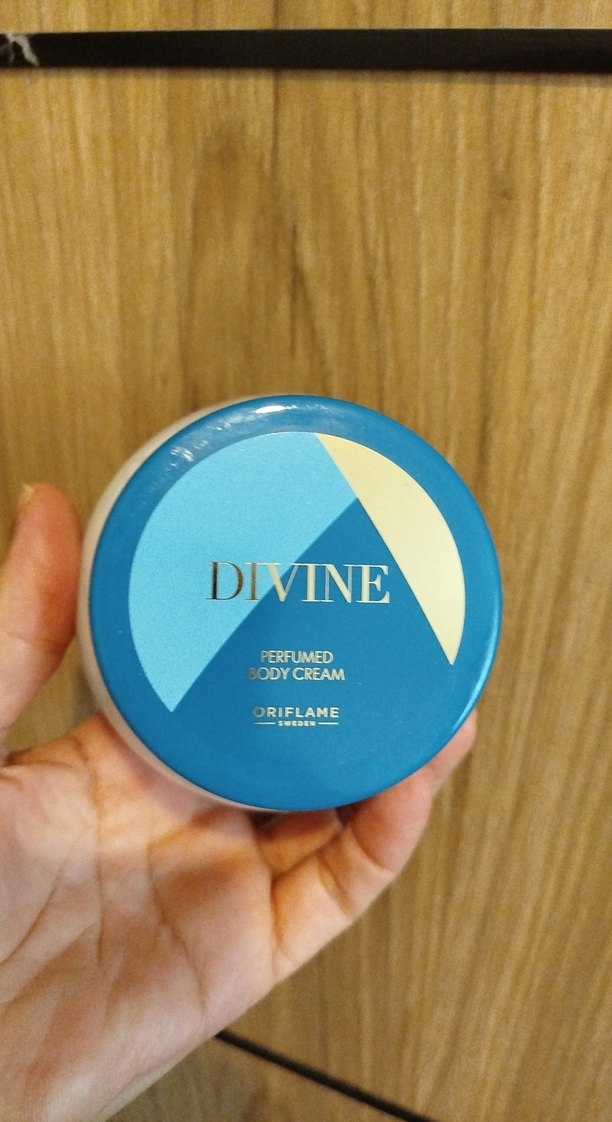 DIVINE
PERFUMED
BODY CREAM
ORIFLAME
SWEDEN